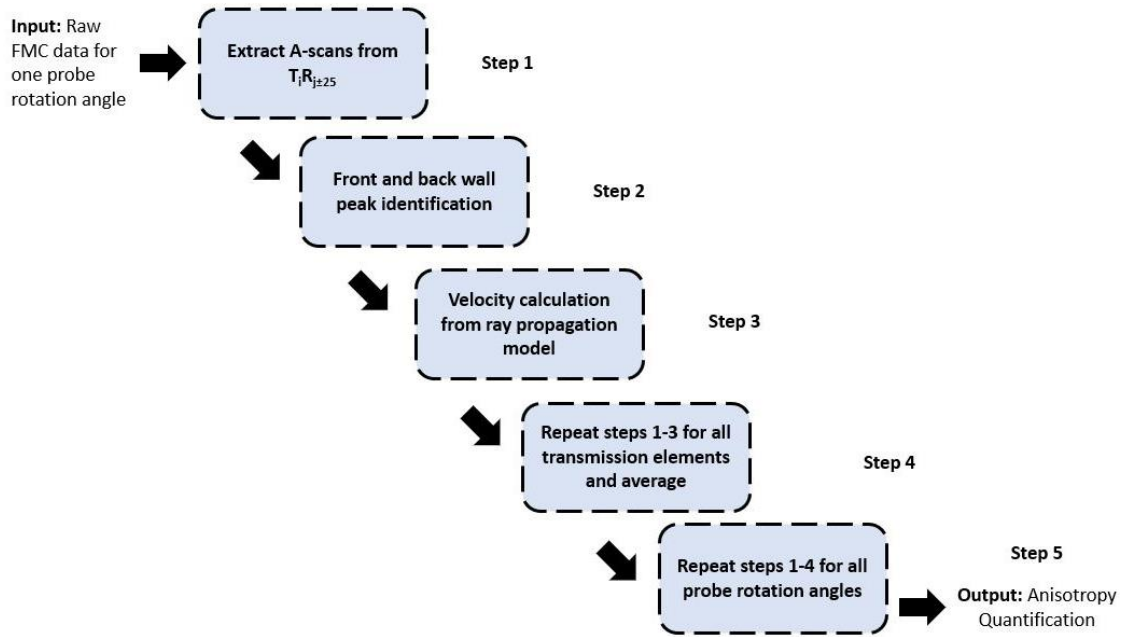 Input: Raw
FMC data for
one probe
rotation angle
Extract A-scans from
TᵢRⱼ±₂₅
Step 1
Front and back wall
peak identification
Step 2
Velocity calculation
from ray propagation
model
Step 3
Repeat steps 1-3 for all
transmission elements
and average
Step 4
Repeat steps 1-4 for all
probe rotation angles
Step 5
Output: Anisotropy
Quantification